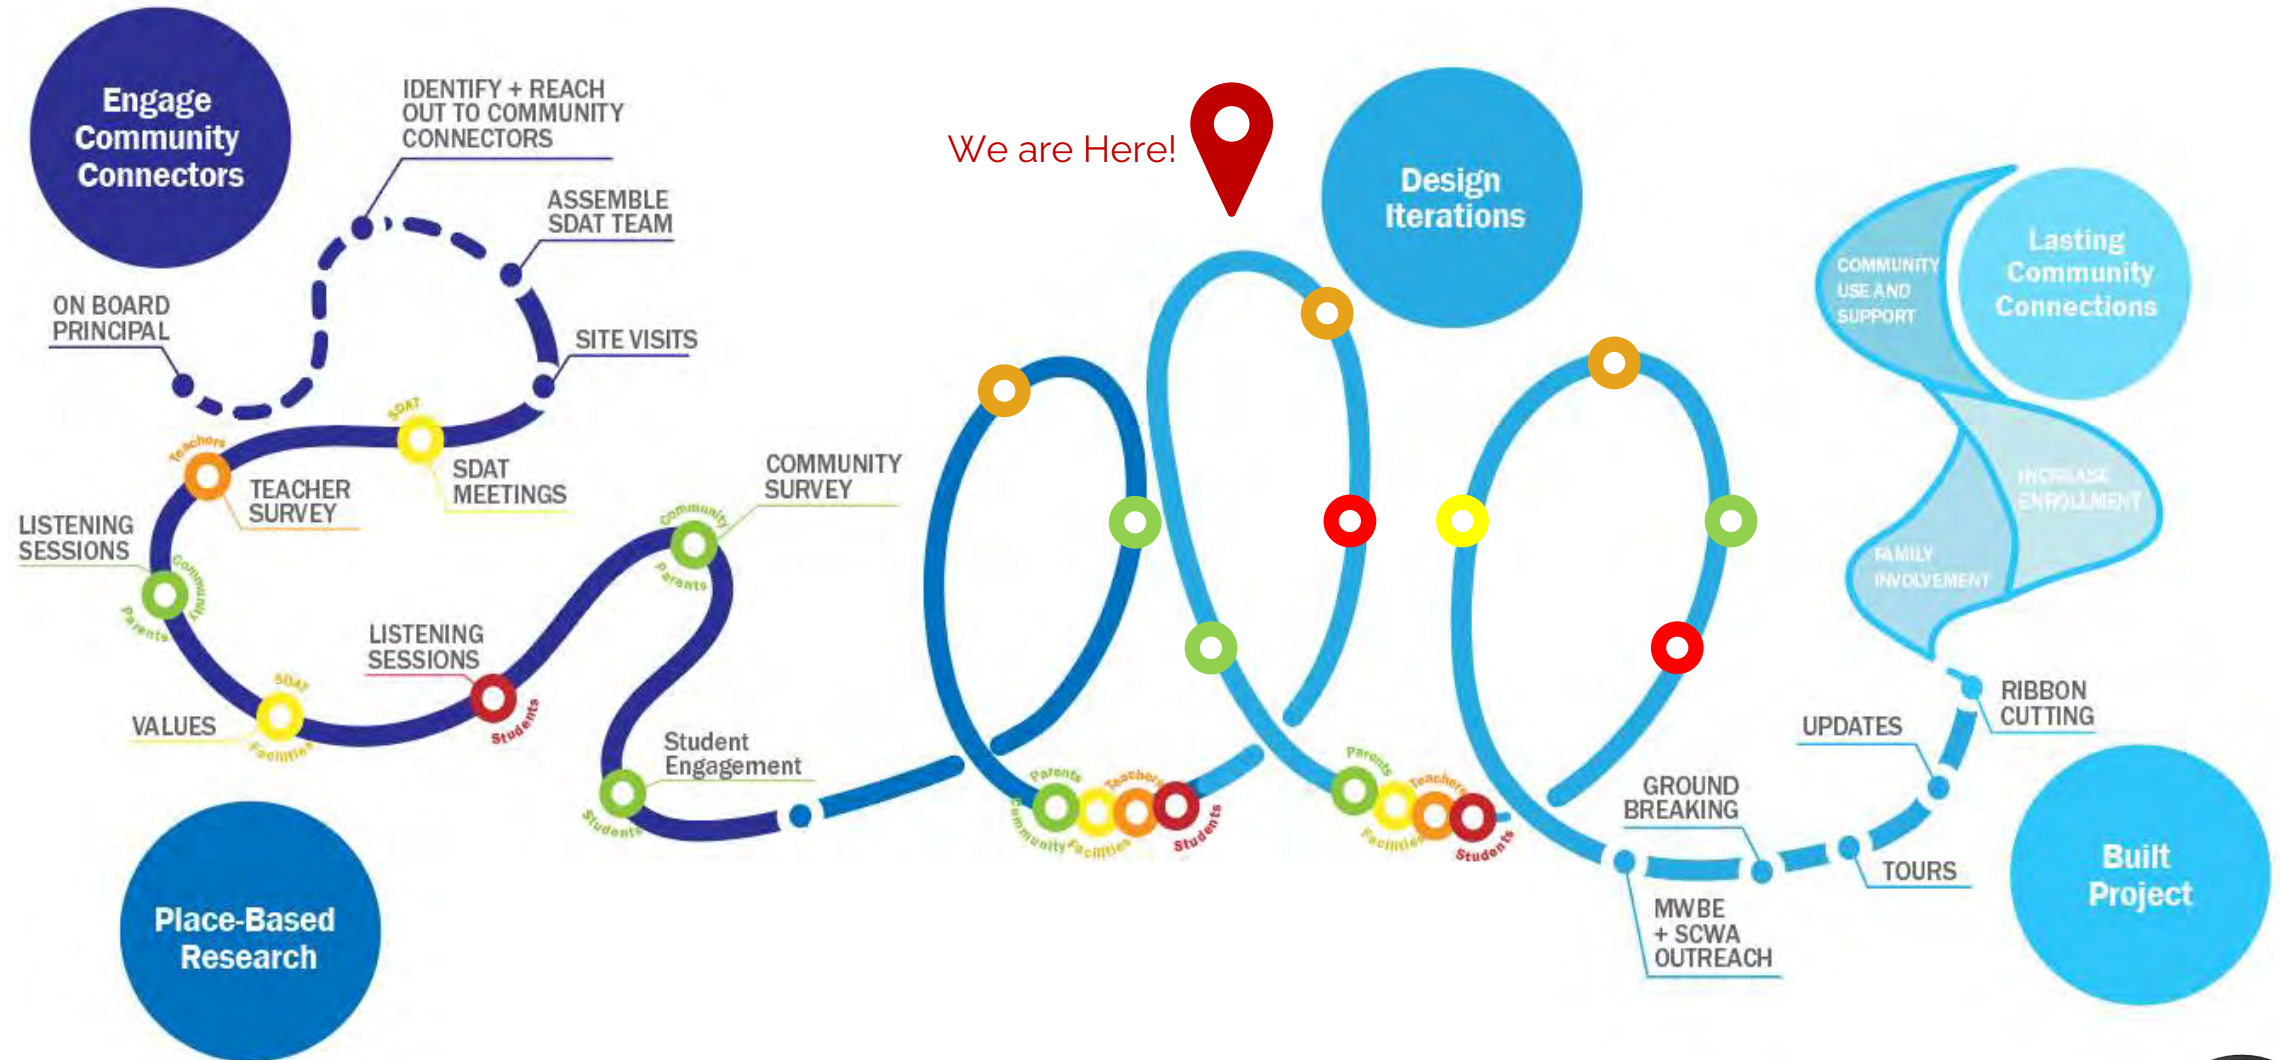 Engage
Community
Connectors
IDENTIFY + REACH
OUT TO COMMUNITY
CONNECTORS
ASSEMBLE
SDAT TEAM
ON BOARD
PRINCIPAL
SITE VISITS
SDAT
SDAT
MEETINGS
Teachers
TEACHER
SURVEY
LISTENING
SESSIONS
Community
Parents
SDAT
VALUES
Facilities
LISTENING
SESSIONS
Students
COMMUNITY
SURVEY
Community
Parents
Student
Engagement
Students
Place-Based
Research
We are Here!
Design
Iterations
Parents
Teachers
Community
Facilities
Students
Parents
Teachers
Facilities
Students
MWBE
+ SCWA
OUTREACH
GROUND
BREAKING
TOURS
UPDATES
RIBBON
CUTTING
Built
Project
COMMUNITY
USE AND
SUPPORT
Lasting
Community
Connections
INCREASE
ENROLLMENT
FAMILY
INVOLVEMENT